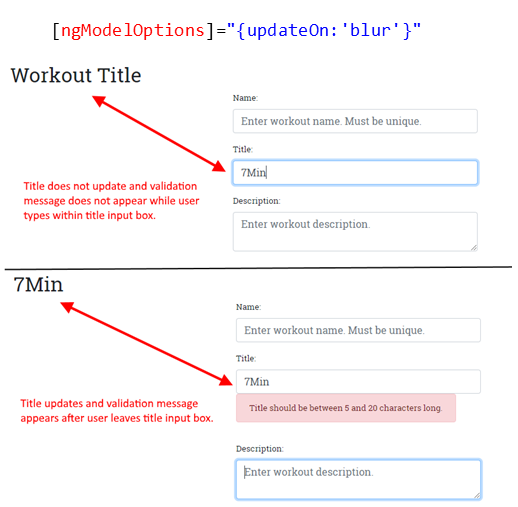 [ngModelOptions]="{updateOn:'blur'}"
Workout Title
Name:
Enter workout name. Must be unique.
Title:
7Min
Title does not update and validation
message does not appear while user
types within title input box.
Description:
Enter workout description.
7Min
Name:
Enter workout name. Must be unique.
Title:
7Min
Title updates and validation message
appears after user leaves title input box.
Title should be between 5 and 20 characters long.
Description:
Enter workout description.